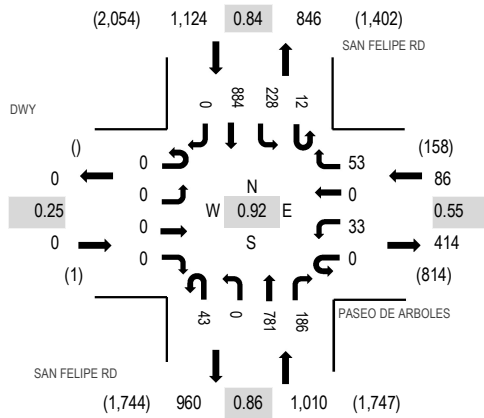 (2,054) 1,124 0.84 846 (1,402)
SAN FELIPE RD
DWY
0 884 228 12
() 0 53 (158)
0 0 0 86
N
0.25 W 0.92 E 0.55
0 0 33 414
S
(1) 0 0 (814)
43 0 781 186
PASEO DE ARBOLES
SAN FELIPE RD
(1,744) 960 0.86 1,010 (1,747)